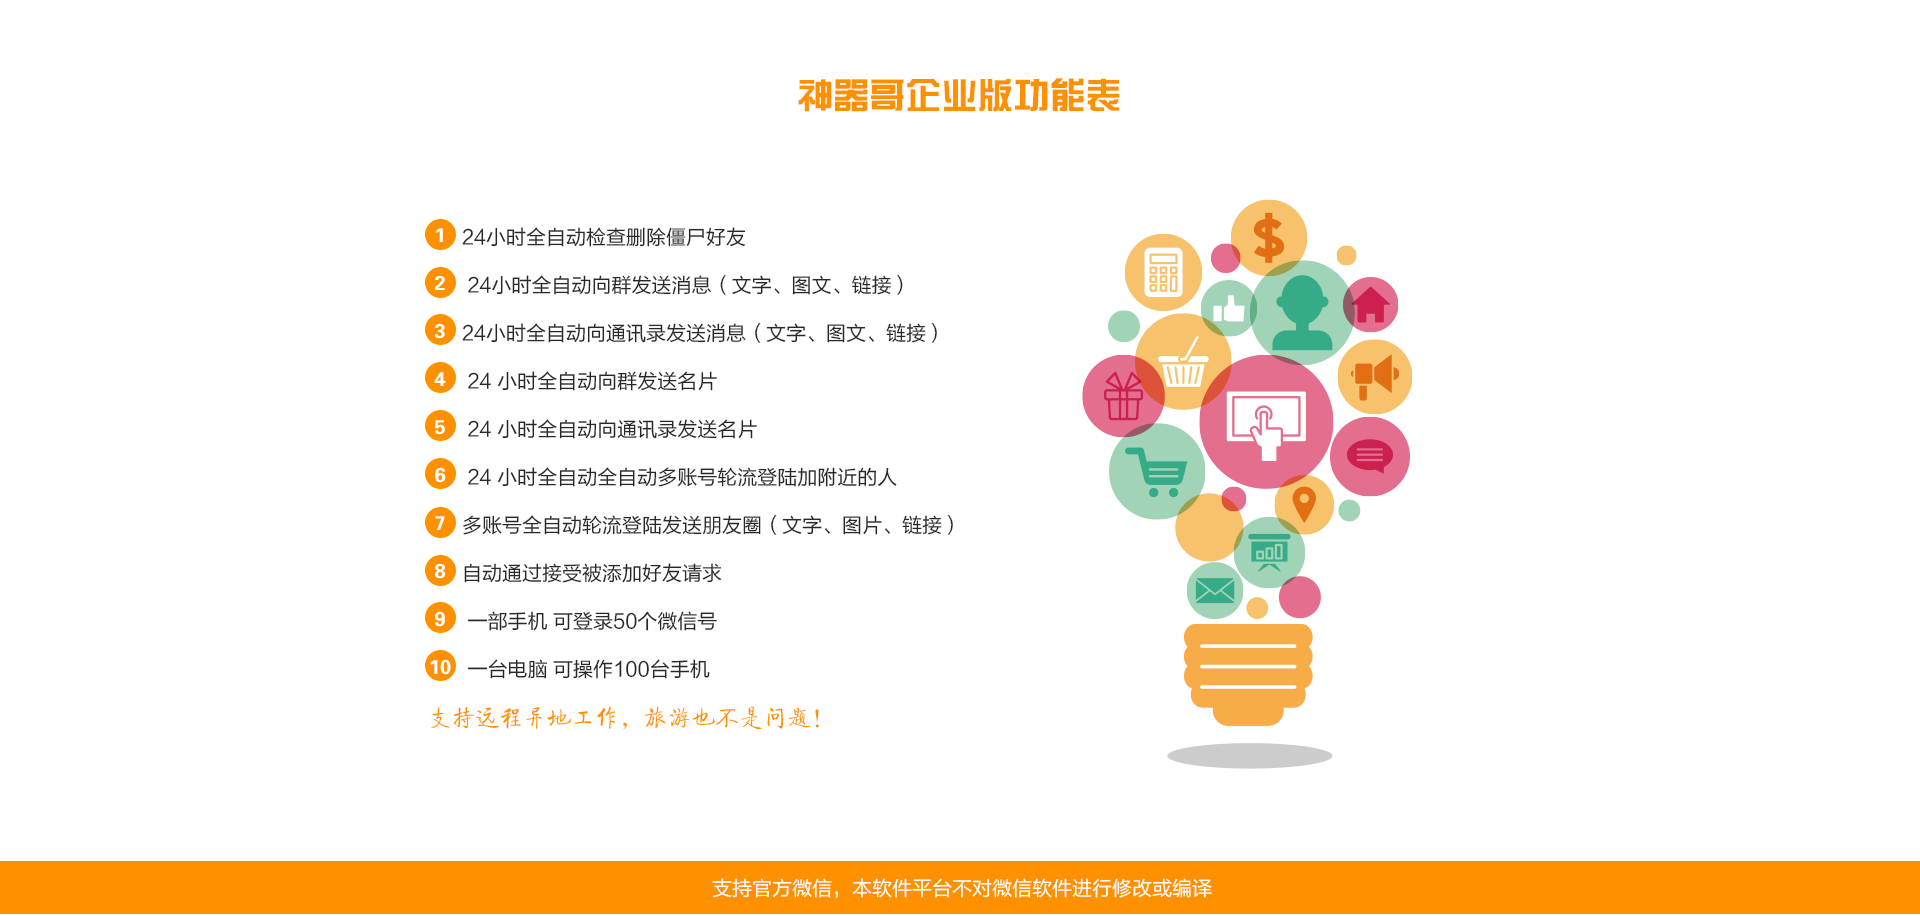 神器哥企业版功能表
1 24小时全自动检查删除僵尸好友
2 24小时全自动向群发送消息（文字、图文、链接）
3 24小时全自动向通讯录发送消息（文字、图文、链接）
4 24 小时全自动向群发送名片
5 24 小时全自动向通讯录发送名片
6 24 小时全自动全自动多账号轮流登陆加附近的人
7 多账号全自动轮流登陆发送朋友圈（文字、图片、链接）
8 自动通过接受被添加好友请求
9 一部手机 可登录50个微信号
10 一台电脑 可操作100台手机
支持远程异地工作，旅游也不是问题！
$
支持官方微信，本软件平台不对微信软件进行修改或编译